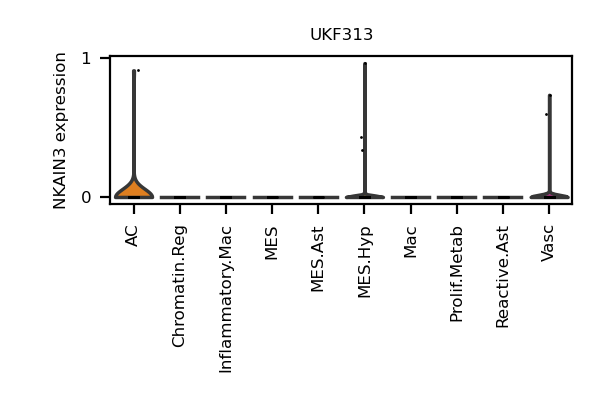 UKF313
NKAIN3 expression
1
0
AC
Chromatin.Reg
Inflammatory.Mac
MES
MES.Ast
MES.Hyp
Mac
Prolif.Metab
Reactive.Ast
Vasc